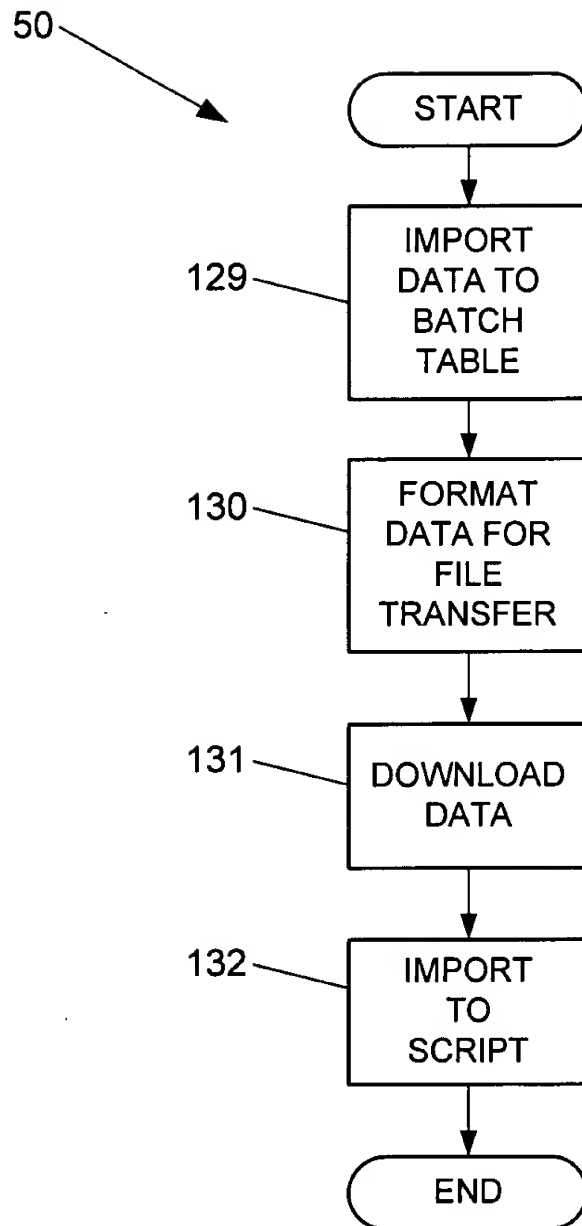 50
START
129
IMPORT
DATA TO
BATCH
TABLE
130
FORMAT
DATA FOR
FILE
TRANSFER
131
DOWNLOAD
DATA
132
IMPORT
TO
SCRIPT
END